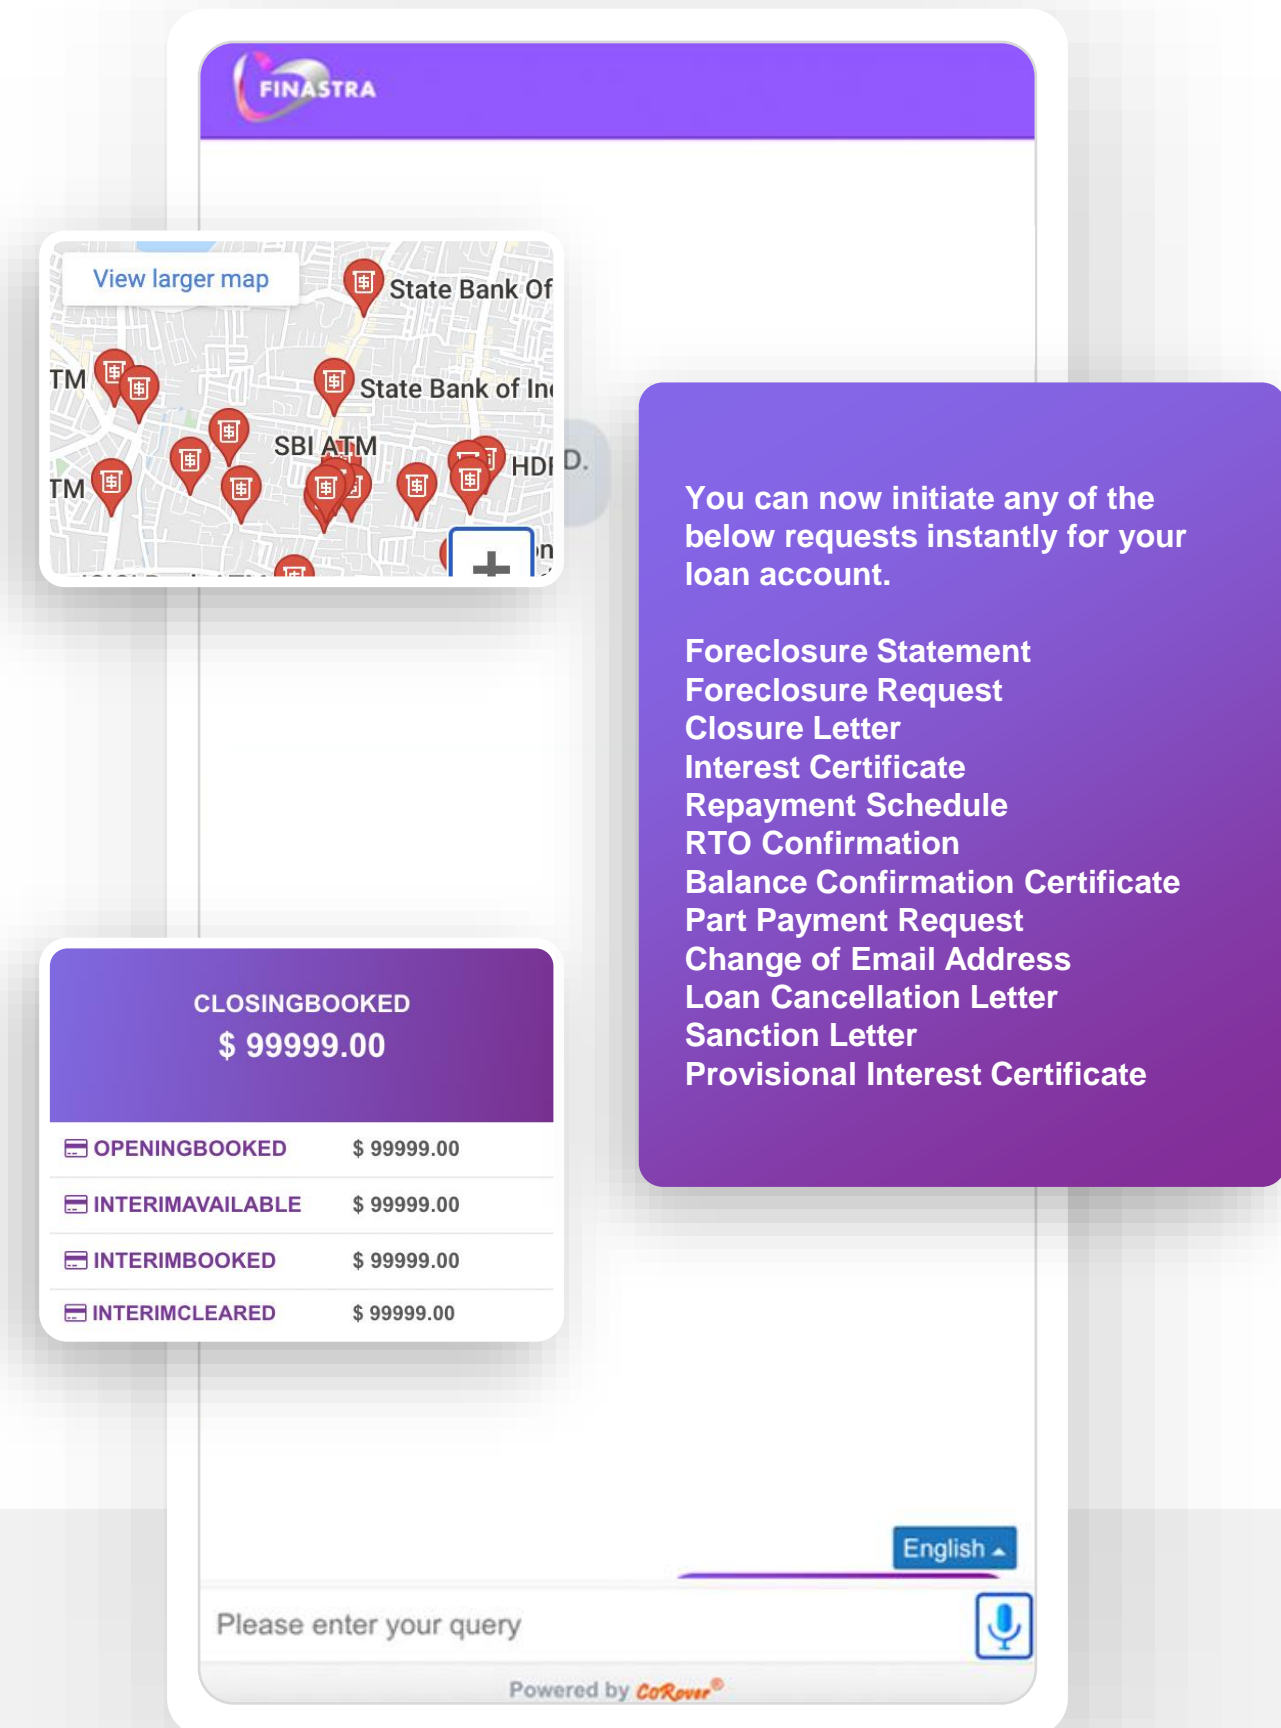 FINASTRA
View larger map
State Bank Of
TM
State Bank of In
SBI ATM
HD
D.
TM
You can now initiate any of the
below requests instantly for your
loan account.
Foreclosure Statement
Foreclosure Request
Closure Letter
Interest Certificate
Repayment Schedule
RTO Confirmation
Balance Confirmation Certificate
Part Payment Request
Change of Email Address
Loan Cancellation Letter
Sanction Letter
Provisional Interest Certificate
CLOSINGBOOKED
$ 99999.00
OPENINGBOOKED $ 99999.00
INTERIMAVAILABLE $ 99999.00
INTERIMBOOKED $ 99999.00
INTERIMCLEARED $ 99999.00
English
Please enter your query
Powered by CoRover®